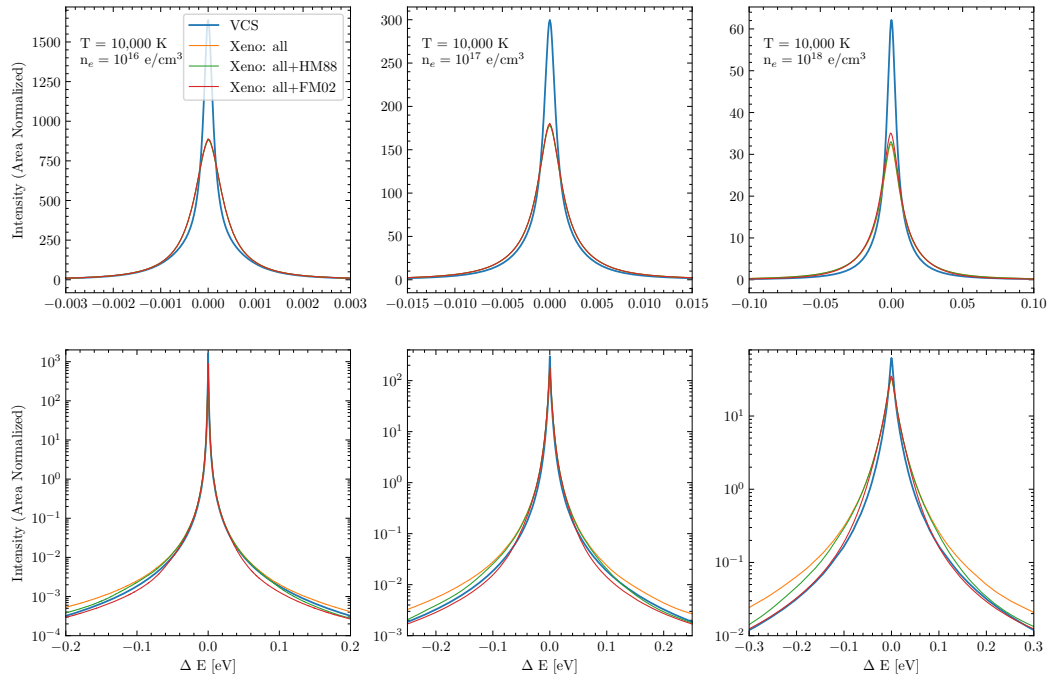 T = 10,000 K
n_e = 10^16 e/cm^3
VCS
Xeno: all
Xeno: all+HM88
Xeno: all+FM02
T = 10,000 K
n_e = 10^17 e/cm^3
T = 10,000 K
n_e = 10^18 e/cm^3
Intensity (Area Normalized)
1500
1250
1000
750
500
250
0
−0.003 −0.002 −0.001 0.000 0.001 0.002 0.003
300
250
200
150
100
50
0
−0.015 −0.010 −0.005 0.000 0.005 0.010 0.015
60
50
40
30
20
10
0
−0.10 −0.05 0.00 0.05 0.10
Intensity (Area Normalized)
10^3
10^2
10^1
10^0
10^−1
10^−2
10^−3
10^−4
−0.2 −0.1 0.0 0.1 0.2
Δ E [eV]
10^2
10^1
10^0
10^−1
10^−2
10^−3
−0.2 −0.1 0.0 0.1 0.2
Δ E [eV]
10^1
10^0
10^−1
10^−2
−0.3 −0.2 −0.1 0.0 0.1 0.2 0.3
Δ E [eV]